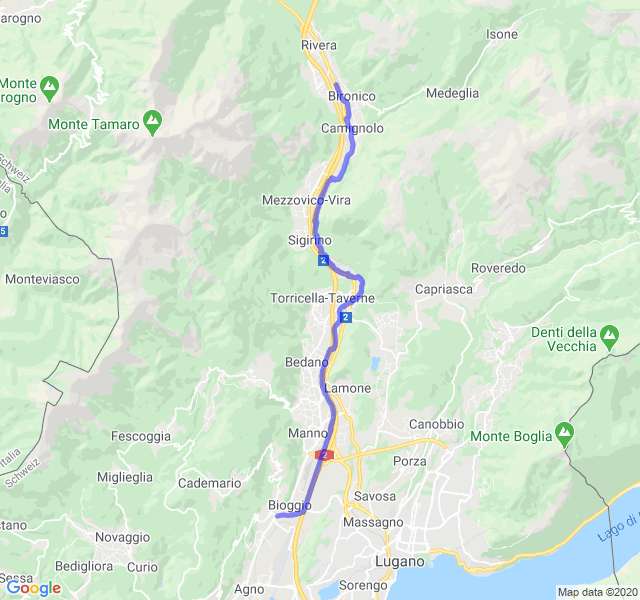 arogno
Rivera
Isone
Monte
rogno
Bironico
Medeglia
Monte Tamaro
Camignolo
Schweiz
Mezzovico-Vira
Sigirino
5
2
Roveredo
Monteviasco
Capriasca
Torricella-Taverne
2
Denti della
Vecchia
Bedano
Lamone
Canobbio
Manno
Fescoggia
Monte Boglia
Italia
Schweiz
2
Porza
Miglieglia
Cademario
Savosa
Bioggio
Massagno
Lago di
stano
Novaggio
Lugano
Bedigliora
Curio
Sessa
Agno
Sorengo
Google
Map data ©2020